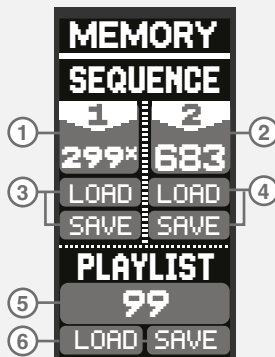 MEMORY
SEQUENCE
1 2
1 299* 683 2
3 LOAD LOAD 4
SAVE SAVE
PLAYLIST
5 99
6 LOAD SAVE